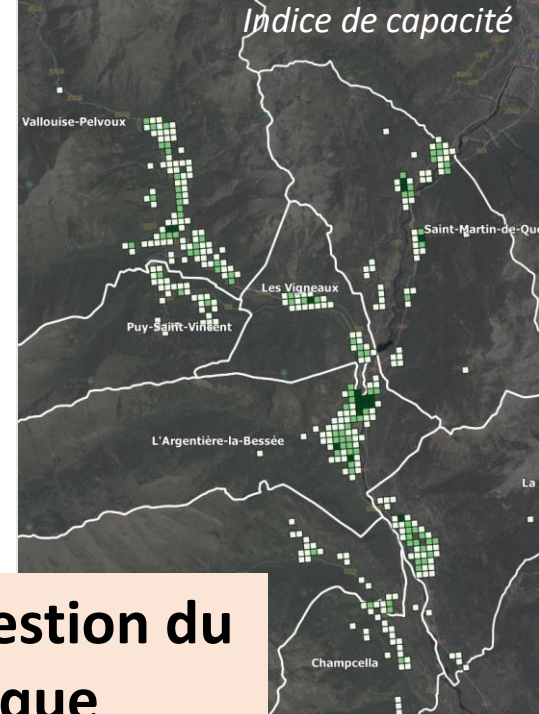 Indice de capacité
Vallouise-Pelvoux
Saint-Martin-de-Que
Les Vigneaux
Puy-Saint-Vincent
L'Argentière-la-Bessée
La
estion du
que
Champcella